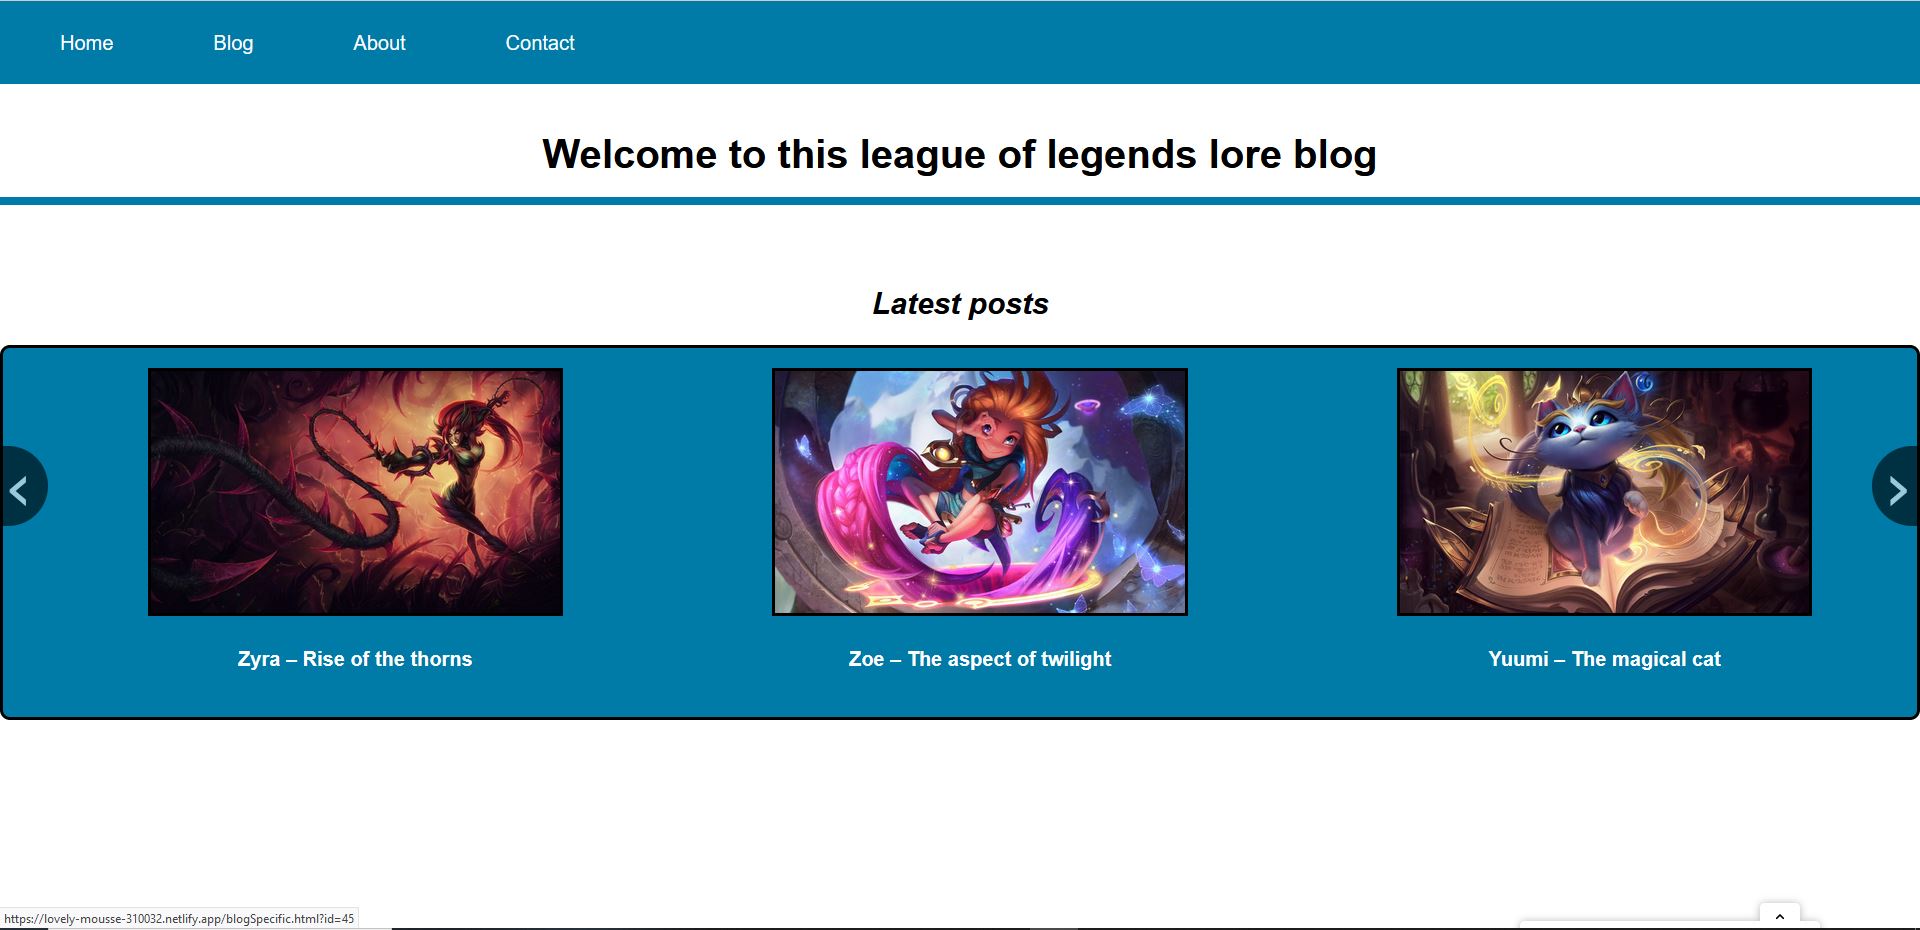 Home Blog About Contact
Welcome to this league of legends lore blog
Latest posts
Zyra – Rise of the thorns
Zoe – The aspect of twilight
Yuumi – The magical cat
https://lovely-mousse-310032.netlify.app/blogSpecific.html?id=45